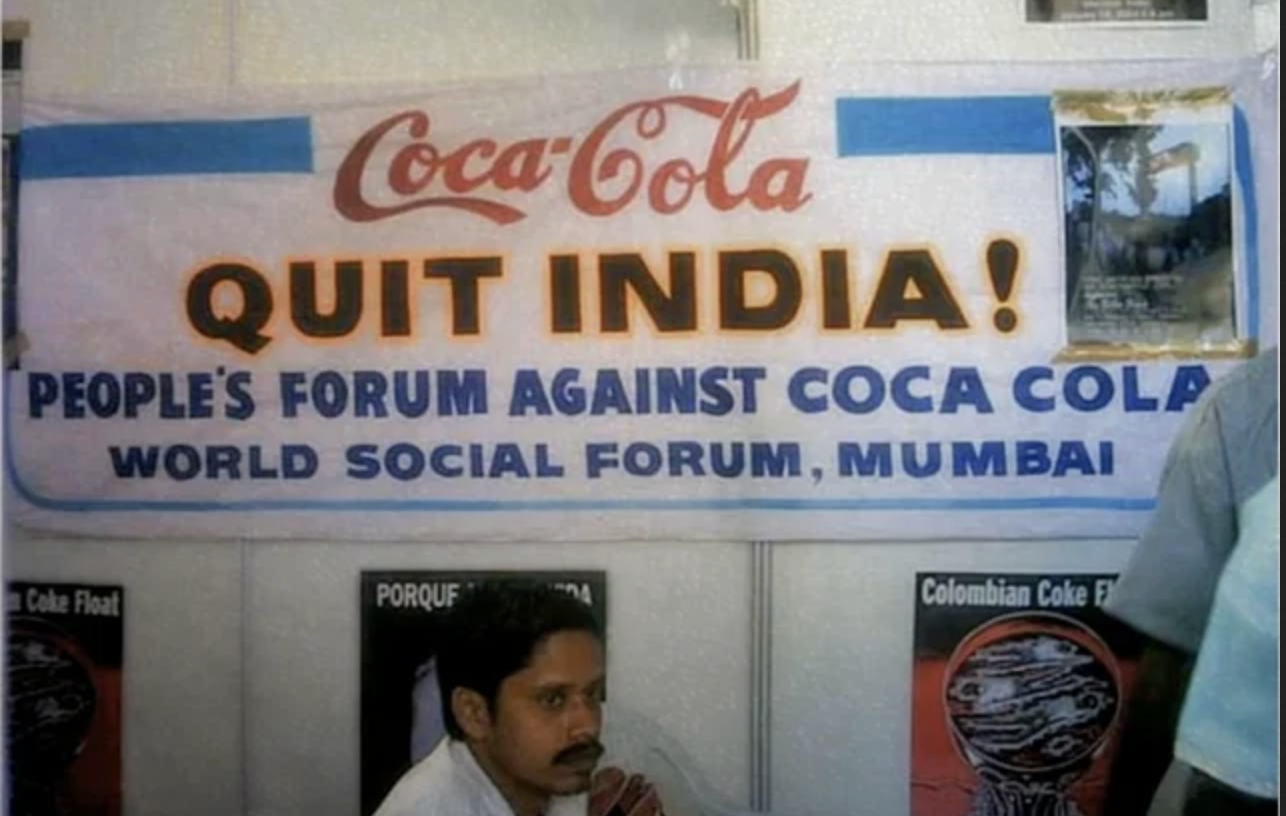 Coca-Cola
QUIT INDIA!
PEOPLE'S FORUM AGAINST COCA COLA
WORLD SOCIAL FORUM, MUMBAI
Coke Float
PORQUE
Colombian Coke